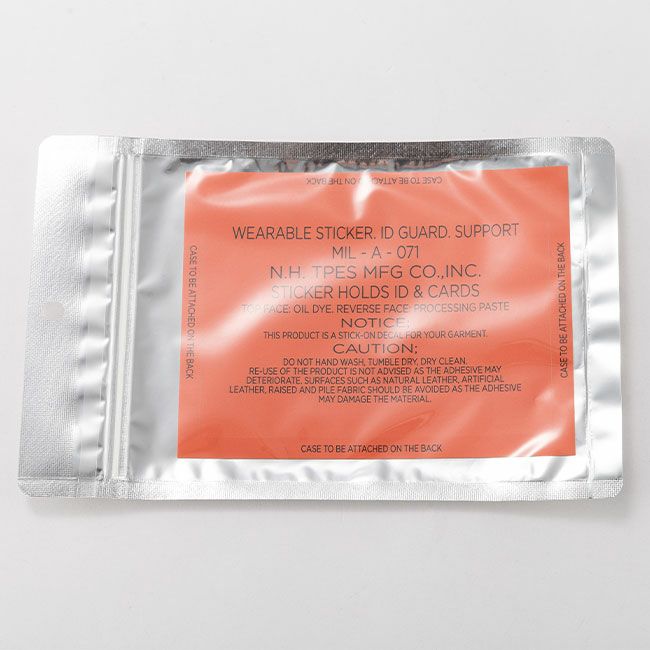 CASE TO BE ATTACHED ON THE BACK
WEARABLE STICKER. ID GUARD. SUPPORT
MIL - A - 071
N.H. TPES MFG CO.,INC.
STICKER HOLDS ID & CARDS
TOP FACE: OIL DYE. REVERSE FACE: PROCESSING PASTE
NOTICE;
THIS PRODUCT IS A STICK-ON DECAL FOR YOUR GARMENT.
CAUTION;
DO NOT HAND WASH, TUMBLE DRY, DRY CLEAN.
RE-USE OF THE PRODUCT IS NOT ADVISED AS THE ADHESIVE MAY
DETERIORATE. SURFACES SUCH AS NATURAL LEATHER, ARTIFICIAL
LEATHER, RAISED AND PILE FABRIC SHOULD BE AVOIDED AS THE ADHESIVE
MAY DAMAGE THE MATERIAL.
CASE TO BE ATTACHED ON THE BACK
CASE TO BE ATTACHED ON THE BACK
CASE TO BE ATTACHED ON THE BACK